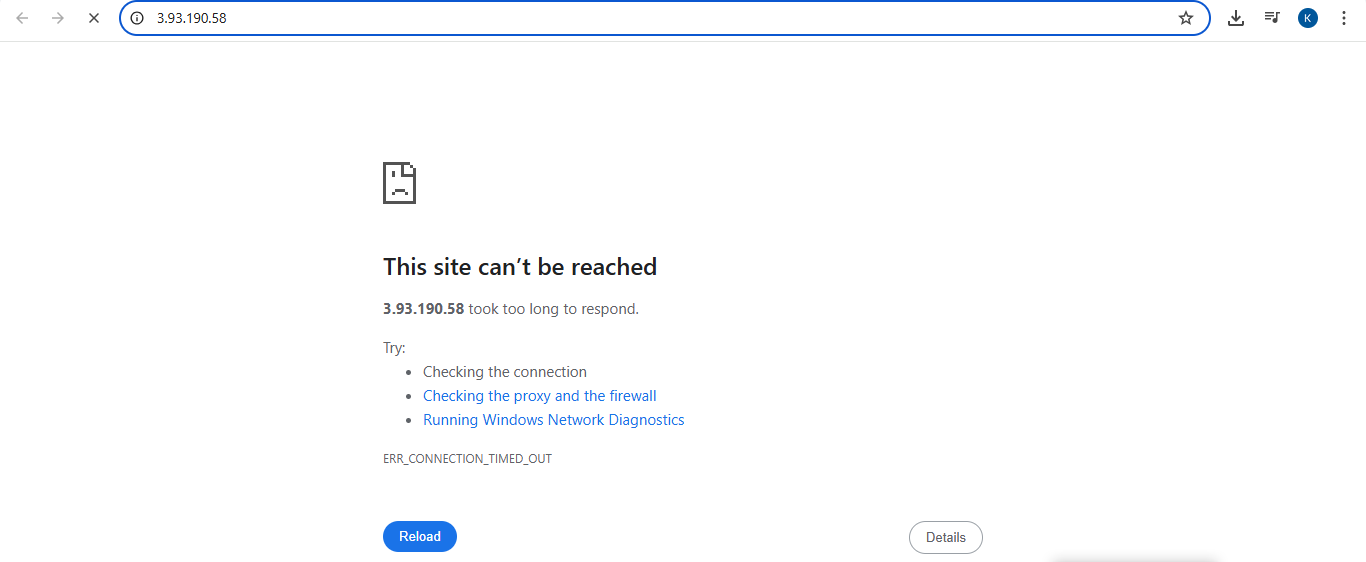 3.93.190.58
K
This site can't be reached
3.93.190.58 took too long to respond.
Try:
• Checking the connection
• Checking the proxy and the firewall
• Running Windows Network Diagnostics
ERR_CONNECTION_TIMED_OUT
Reload
Details